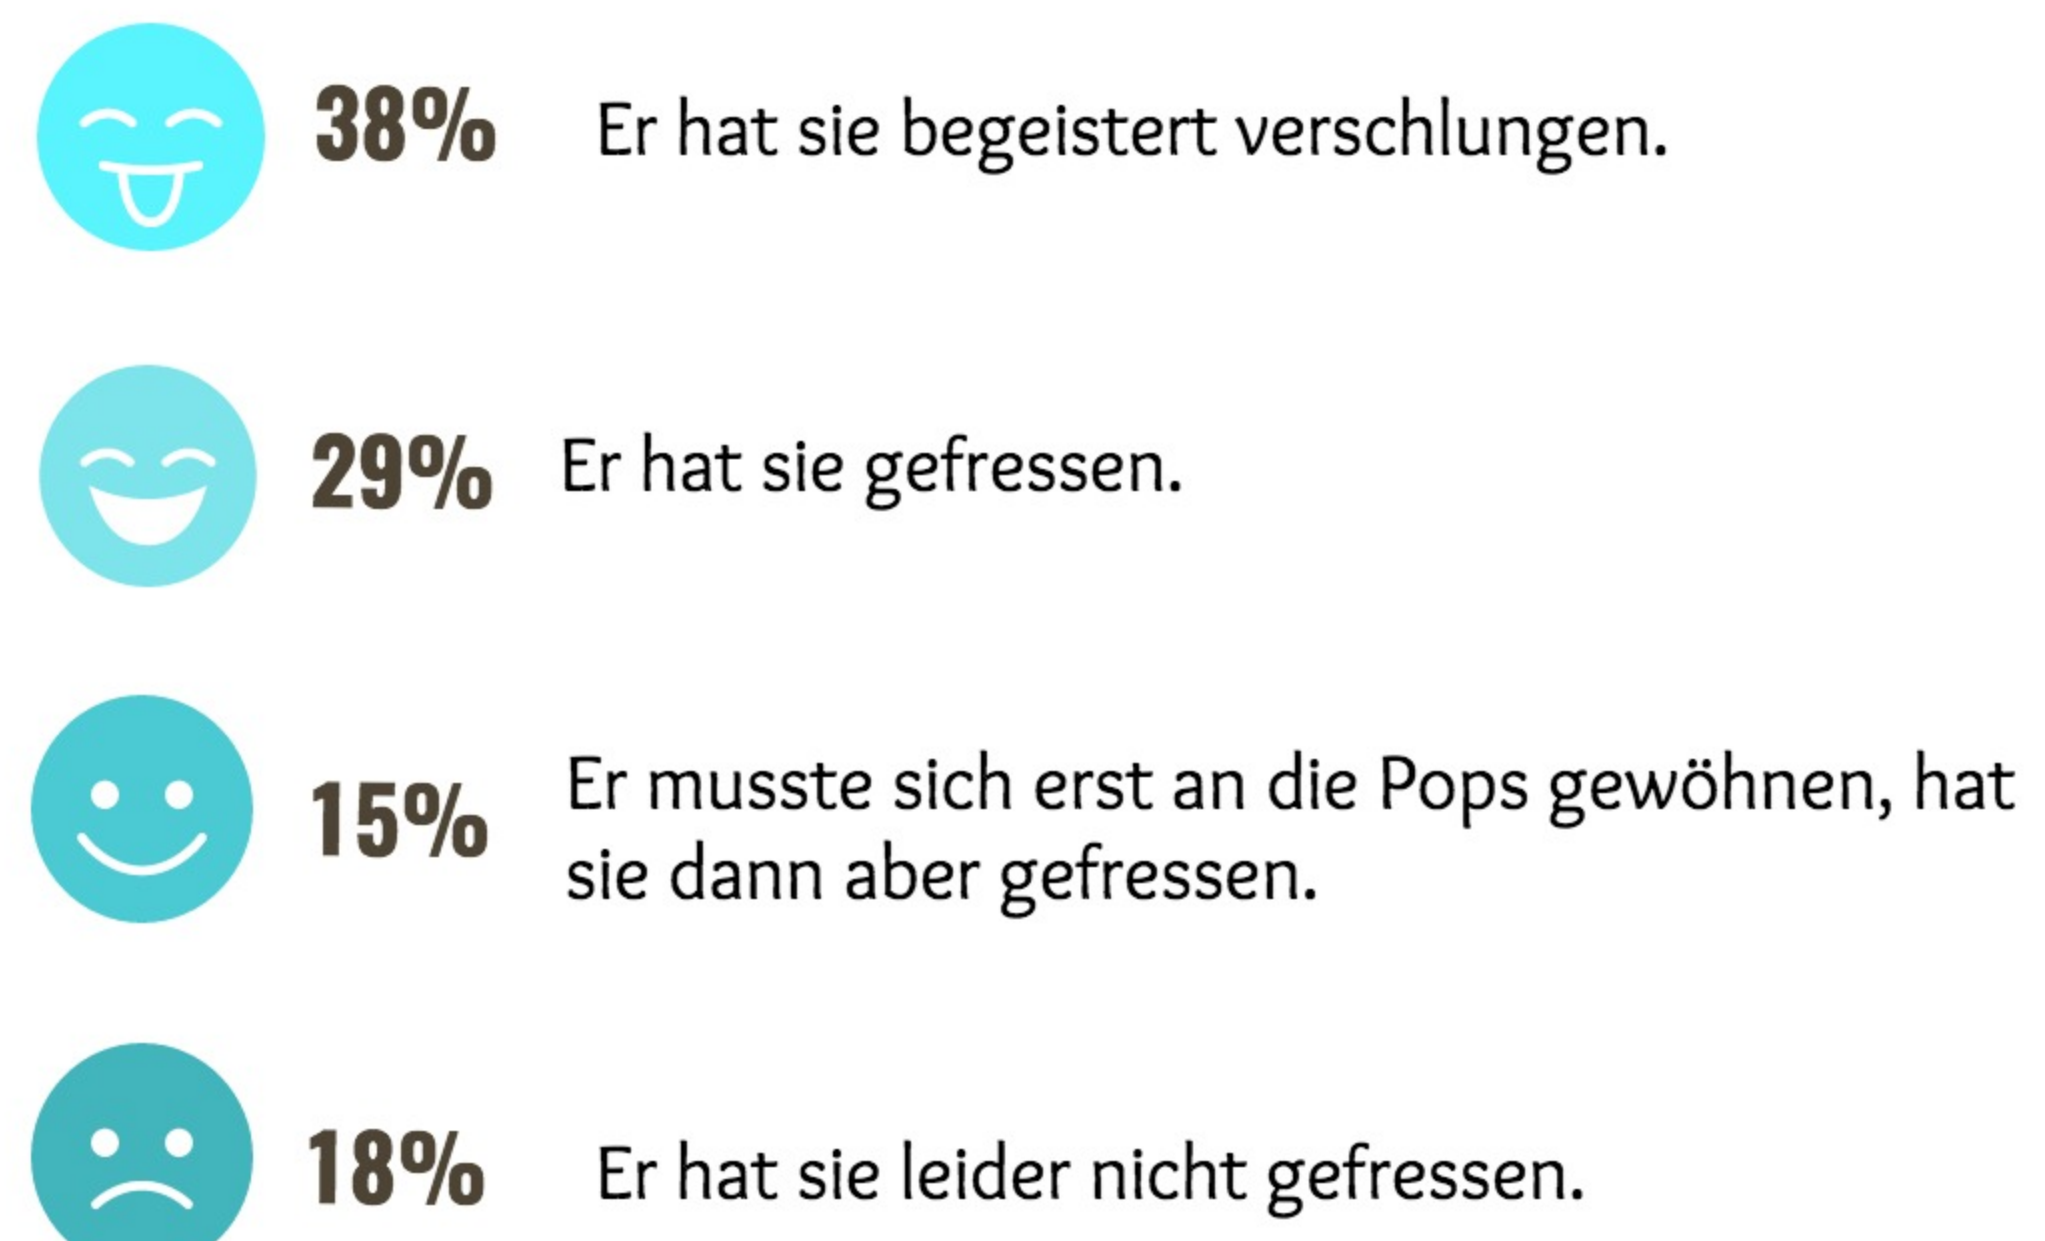 38% Er hat sie begeistert verschlungen.
29% Er hat sie gefressen.
15% Er musste sich erst an die Pops gewöhnen, hat
sie dann aber gefressen.
18% Er hat sie leider nicht gefressen.